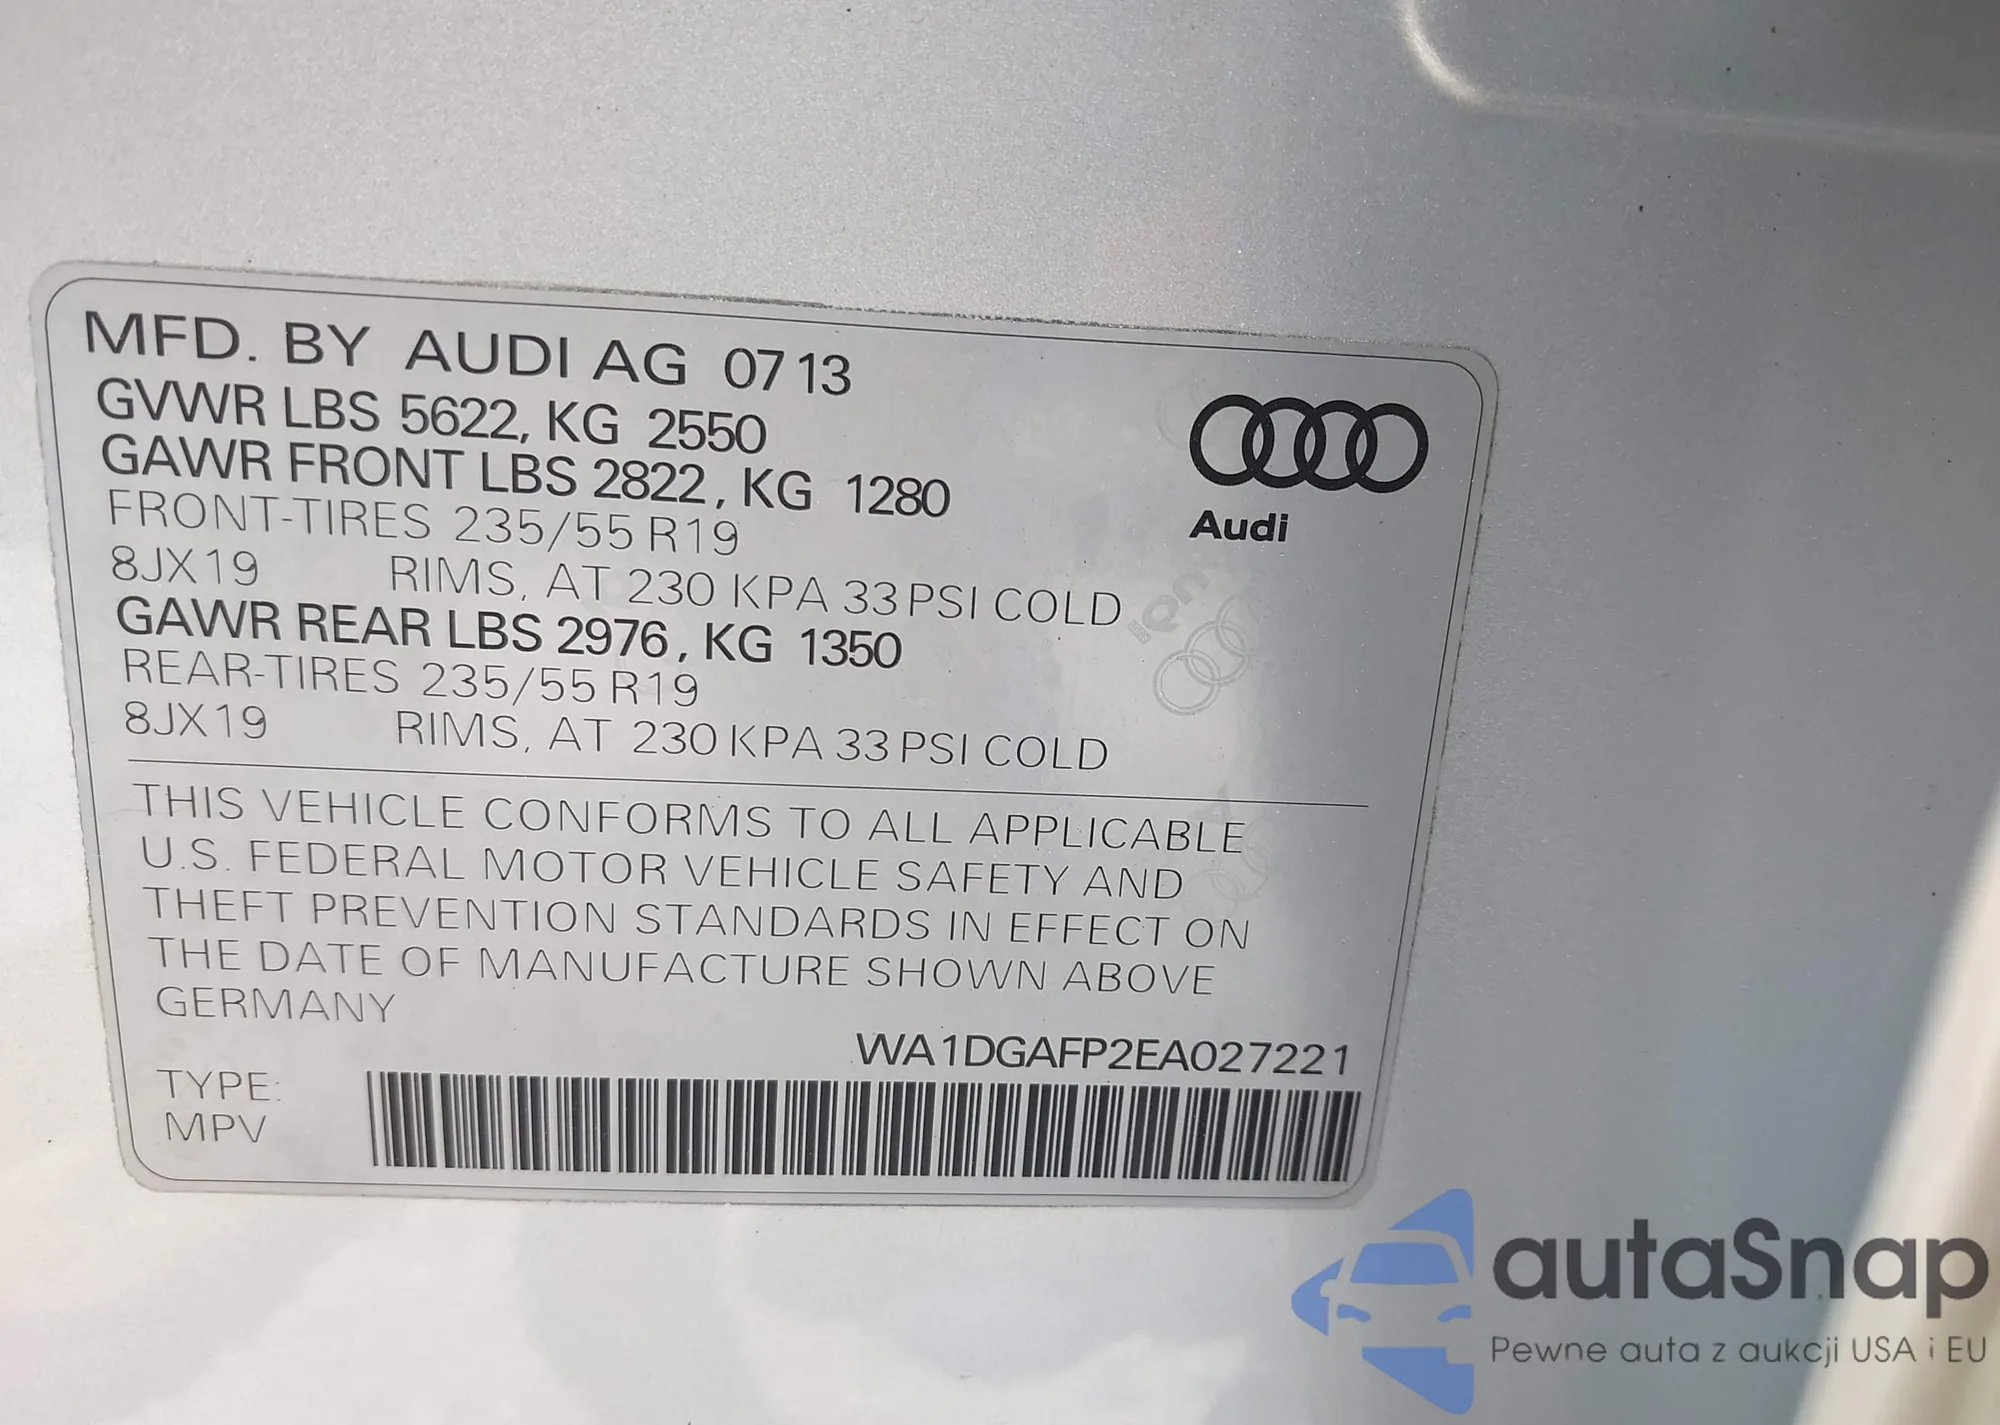 MFD. BY AUDI AG 07 13
GVWR LBS 5622, KG 2550
GAWR FRONT LBS 2822, KG 1280
FRONT-TIRES 235/55 R19
8JX19 RIMS, AT 230 KPA 33 PSI COLD
GAWR REAR LBS 2976, KG 1350
REAR-TIRES 235/55 R19
8JX19 RIMS, AT 230 KPA 33 PSI COLD
Audi
THIS VEHICLE CONFORMS TO ALL APPLICABLE
U.S. FEDERAL MOTOR VEHICLE SAFETY AND
THEFT PREVENTION STANDARDS IN EFFECT ON
THE DATE OF MANUFACTURE SHOWN ABOVE
GERMANY
WA1DGAFP2EA027221
TYPE:
MPV
autaSnap
Pewne auta z aukcji USA i EU